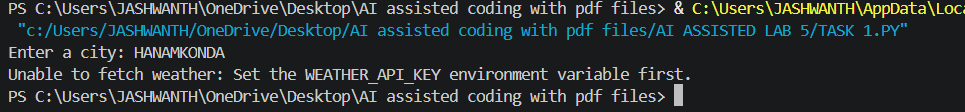 PS C:\Users\JASHWANTH\OneDrive\Desktop\AI assisted coding with pdf files> & C:\Users\JASHWANTH\AppData\Loca
"c:/Users/JASHWANTH/OneDrive/Desktop/AI assisted coding with pdf files/AI ASSISTED LAB 5/TASK 1.PY"
Enter a city: HANAMKONDA
Unable to fetch weather: Set the WEATHER_API_KEY environment variable first.
PS C:\Users\JASHWANTH\OneDrive\Desktop\AI assisted coding with pdf files>